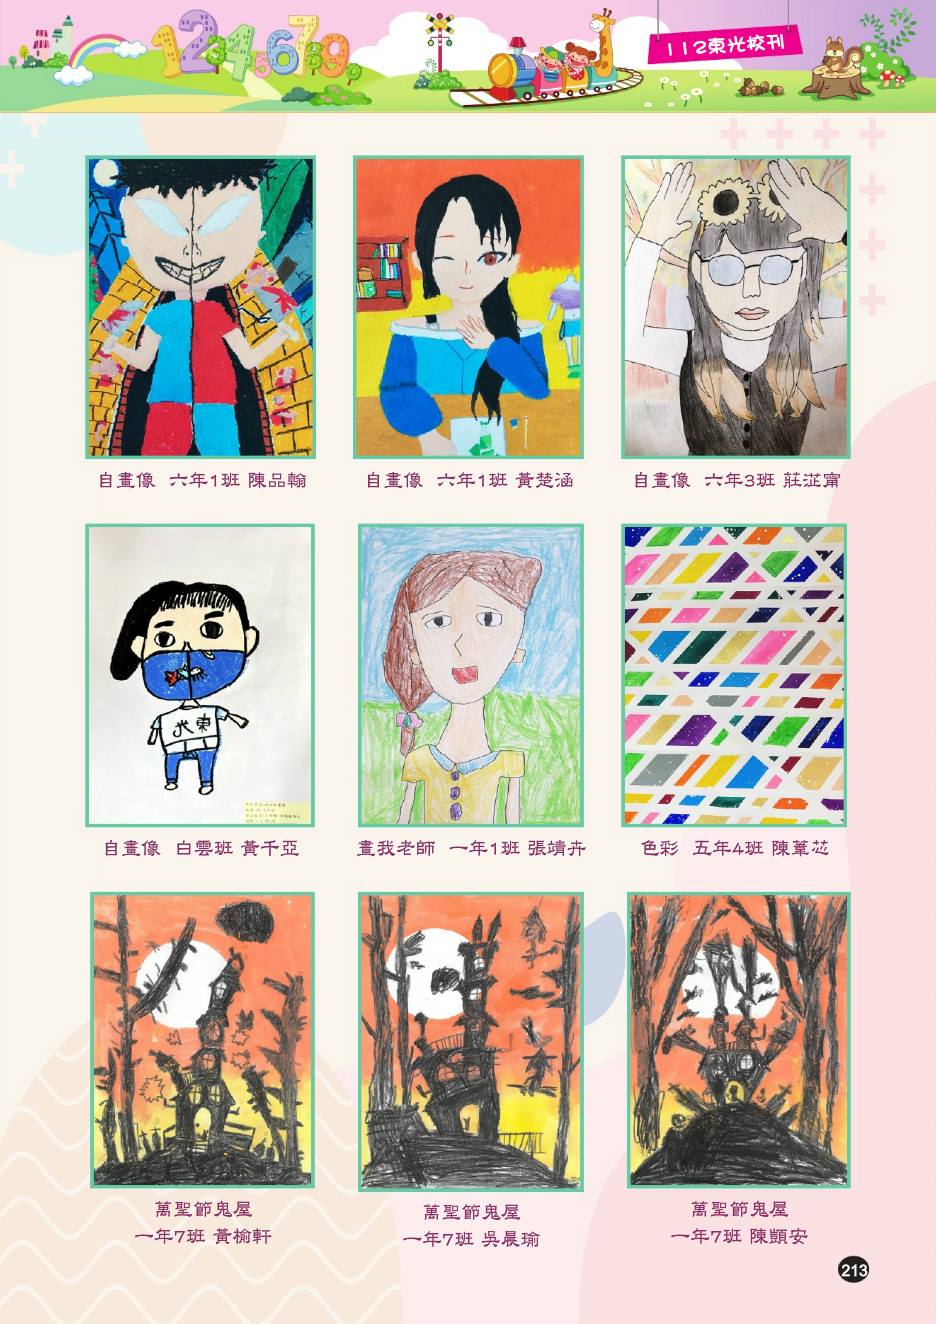 112東光校刊
自畫像 六年1班 陳品翰
自畫像 六年1班 黃楚涵
自畫像 六年3班 莊淽甯
東光
自畫像 白雲班 黃千亞
畫我老師 一年1班 張靖卉
色彩 五年4班 陳葦芯
萬聖節鬼屋
一年7班 黃榆軒
萬聖節鬼屋
一年7班 吳晨瑜
萬聖節鬼屋
一年7班 陳顗安
213